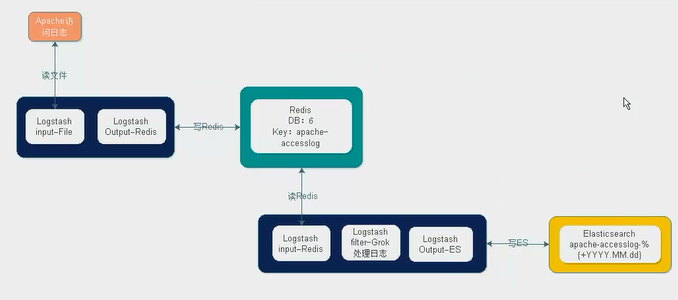 Apache访
问日志
读文件
Logstash
input-File
Logstash
Output-Redis
写Redis
Redis
DB：6
Key：apache-
accesslog
读Redis
Logstash
input-Redis
Logstash
filter-Grok
处理日志
Logstash
Output-ES
写ES
Elasticsearch
apache-accesslog-%
{+YYYY.MM.dd}